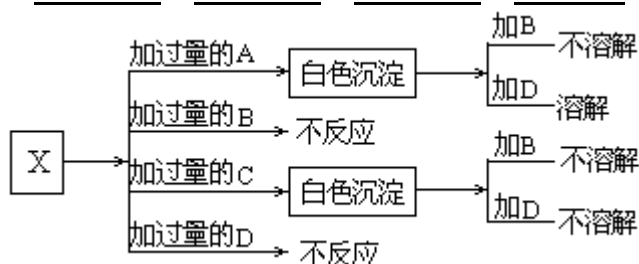 加B
加过量的A
白色沉淀
不溶解
加D
溶解
加过量的B
不反应
X
加B
加过量的C
白色沉淀
不溶解
加D
不溶解
加过量的D
不反应